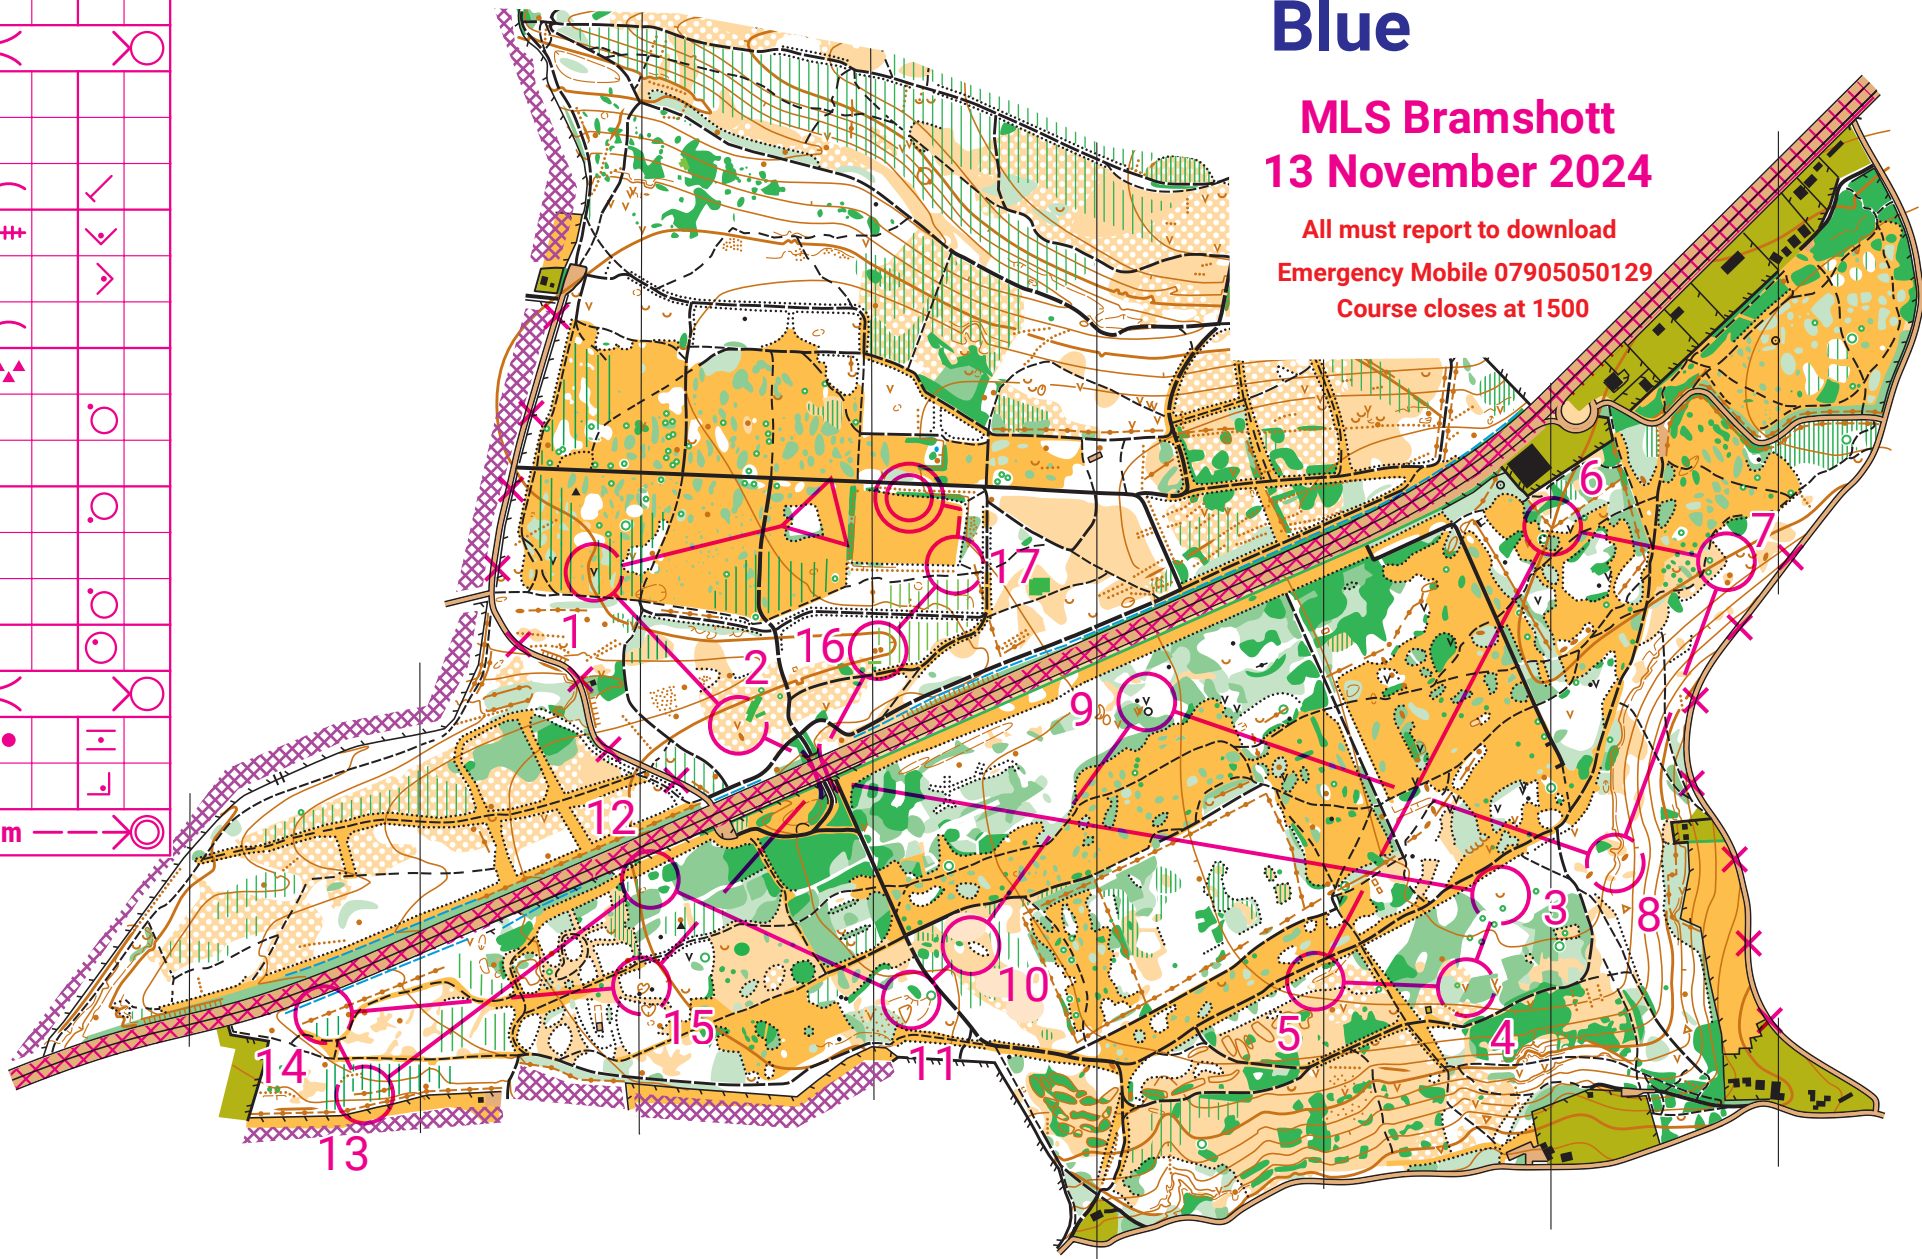 Blue
MLS Bramshott
13 November 2024
All must report to download
Emergency Mobile 07905050129
Course closes at 1500
6
7
17
1
16
2
9
12
3
8
10
15
5
4
14
11
13
m